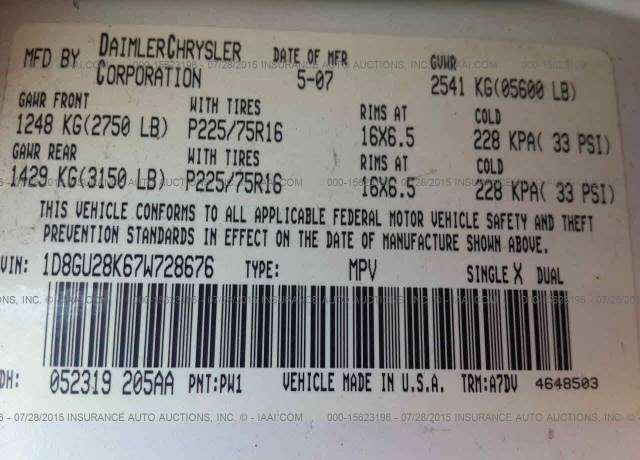 MFD BY DAIMLERCHRYSLER CORPORATION DATE OF MFR 5-07 GVWR 2541 KG(05600 LB)
GAWR FRONT WITH TIRES RIMS AT COLD
1248 KG(2750 LB) P225/75R16 16X6.5 228 KPA( 33 PSI)
GAWR REAR WITH TIRES RIMS AT COLD
1429 KG(3150 LB) P225/75R16 16X6.5 228 KPA( 33 PSI)
THIS VEHICLE CONFORMS TO ALL APPLICABLE FEDERAL MOTOR VEHICLE SAFETY AND THEFT
PREVENTION STANDARDS IN EFFECT ON THE DATE OF MANUFACTURE SHOWN ABOVE.
VIN: 1D8GU28K67W728676 TYPE: MPV SINGLE X DUAL
DH: 052319 205AA PNT:PW1 VEHICLE MADE IN U.S.A. TRM:A7DV 4648503
000-15623196 - 07/28/2015 INSURANCE AUTO AUCTIONS, INC. © - IAAI.COM